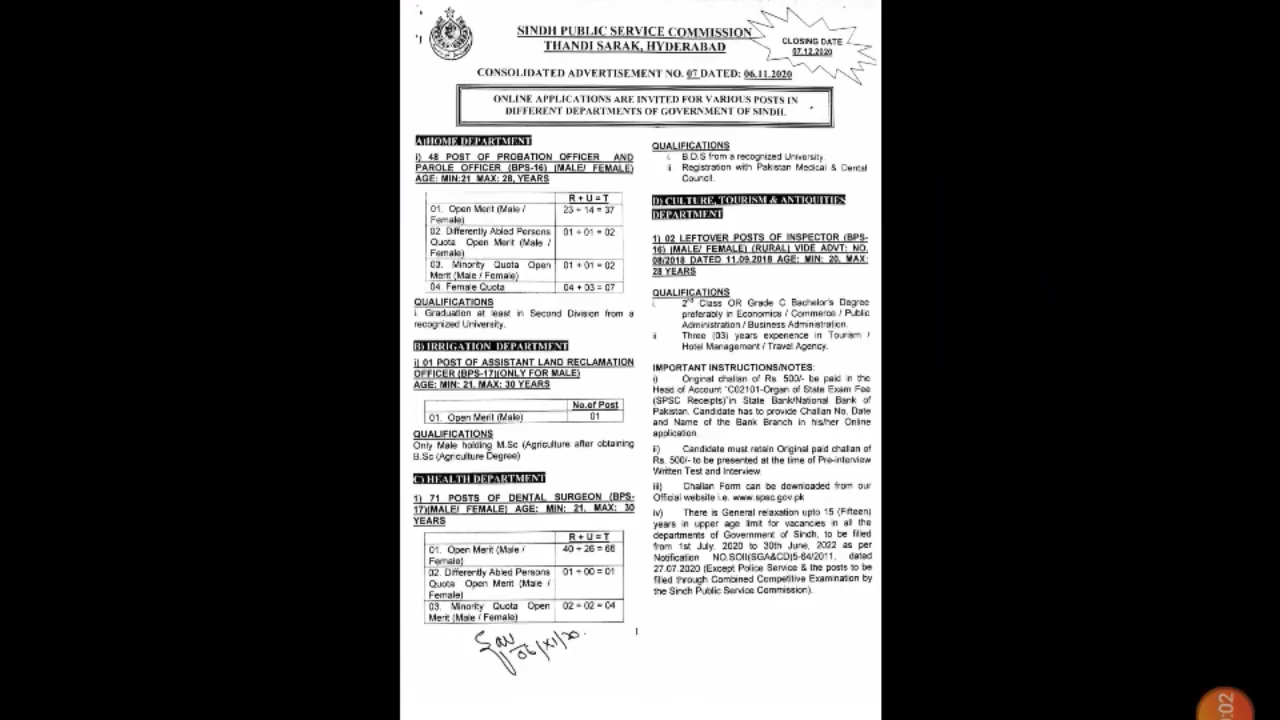 SINDH PUBLIC SERVICE COMMISSION
THANDI SARAK, HYDERABAD
CLOSING DATE
07.12.2020
CONSOLIDATED ADVERTISEMENT NO. 07 DATED: 06.11.2020
ONLINE APPLICATIONS ARE INVITED FOR VARIOUS POSTS IN
DIFFERENT DEPARTMENTS OF GOVERNMENT OF SINDH.
A)HOME DEPARTMENT
i) 48 POST OF PROBATION OFFICER AND
PAROLE OFFICER (BPS-16) (MALE/ FEMALE)
AGE: MIN:21 MAX: 28, YEARS
R + U = T
01. Open Merit (Male /
Female)
23 + 14 = 37
02. Differently Abled Persons
Quota Open Merit (Male /
Female)
01 + 01 = 02
03. Minority Quota Open
Merit (Male / Female)
01 + 01 = 02
04. Female Quota
04 + 03 = 07
QUALIFICATIONS
i. Graduation at least in Second Division from a
recognized University.
B) IRRIGATION DEPARTMENT
i) 01 POST OF ASSISTANT LAND RECLAMATION
OFFICER (BPS-17)(ONLY FOR MALE)
AGE: MIN: 21, MAX: 30 YEARS
No.of Post
01. Open Merit (Male)
01
QUALIFICATIONS
Only Male holding M.Sc (Agriculture after obtaining
B.Sc (Agriculture Degree)
C) HEALTH DEPARTMENT
1) 71 POSTS OF DENTAL SURGEON (BPS-
17)(MALE/ FEMALE) AGE: MIN: 21, MAX: 30
YEARS
R + U = T
01. Open Merit (Male /
Female)
40 + 26 = 66
02. Differently Abled Persons
Quota Open Merit (Male /
Female)
01 + 00 = 01
03. Minority Quota Open
Merit (Male / Female)
02 + 02 = 04
06/XI/20.
1
QUALIFICATIONS
i. B.D.S from a recognized University.
ii Registration with Pakistan Medical & Dental
Council.
D) CULTURE, TOURISM & ANTIQUITIES
DEPARTMENT
1) 02 LEFTOVER POSTS OF INSPECTOR (BPS-
16) (MALE/ FEMALE) (RURAL) VIDE ADVT: NO.
08/2018 DATED 11.09.2018 AGE: MIN: 20, MAX:
28 YEARS
QUALIFICATIONS
i. 2nd Class OR Grade C Bachelor's Degree
preferably in Economics / Commerce / Public
Administration / Business Administration.
ii Three (03) years experience in Tourism /
Hotel Management / Travel Agency.
IMPORTANT INSTRUCTIONS/NOTES:
i) Original challan of Rs. 500/- be paid in the
Head of Account "C02101-Organ of State Exam Fee
(SPSC Receipts)"in State Bank/National Bank of
Pakistan. Candidate has to provide Challan No, Date
and Name of the Bank Branch in his/her Online
application.
ii) Candidate must retain Original paid challan of
Rs. 500/- to be presented at the time of Pre-interview
Written Test and Interview.
iii) Challan Form can be downloaded from our
Official website i.e. www.spsc.gov.pk
iv) There is General relaxation upto 15 (Fifteen)
years in upper age limit for vacancies in all the
departments of Government of Sindh, to be filled
from 1st July, 2020 to 30th June, 2022 as per
Notification NO.SOII(SGA&CD)5-64/2011, dated
27.07.2020 (Except Police Service & the posts to be
filled through Combined Competitive Examination by
the Sindh Public Service Commission).
:02